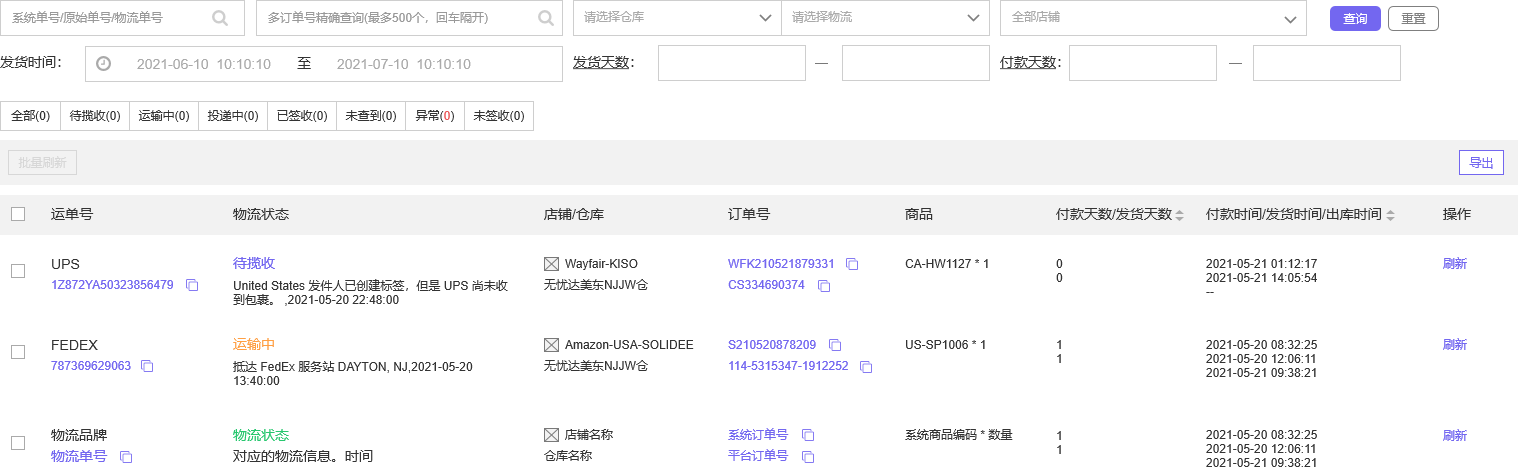 系统单号/原始单号/物流单号 多订单号精确查询(最多500个，回车隔开) 请选择仓库 请选择物流 全部店铺 查询 重置
发货时间： 2021-06-10 10:10:10 至 2021-07-10 10:10:10 发货天数： — 付款天数： —
全部(0) 待揽收(0) 运输中(0) 投递中(0) 已签收(0) 未查到(0) 异常(0) 未签收(0)
批量刷新 导出
运单号 物流状态 店铺/仓库 订单号 商品 付款天数/发货天数 付款时间/发货时间/出库时间 操作
UPS 待揽收 Wayfair-KISO WFK210521879331 CA-HW1127 * 1 0 2021-05-21 01:12:17 刷新
1Z872YA50323856479 United States 发件人已创建标签，但是 UPS 尚未收 无忧达美东NJJW仓 CS334690374 0 2021-05-21 14:05:54
到包裹。 ,2021-05-20 22:48:00 --
FEDEX 运输中 Amazon-USA-SOLIDEE S210520878209 US-SP1006 * 1 1 2021-05-20 08:32:25 刷新
787369629063 抵达 FedEx 服务站 DAYTON, NJ,2021-05-20 无忧达美东NJJW仓 114-5315347-1912252 1 2021-05-20 12:06:11
13:40:00 2021-05-21 09:38:21
物流品牌 物流状态 店铺名称 系统订单号 系统商品编码 * 数量 1 2021-05-20 08:32:25 刷新
物流单号 对应的物流信息。时间 仓库名称 平台订单号 1 2021-05-20 12:06:11
2021-05-21 09:38:21